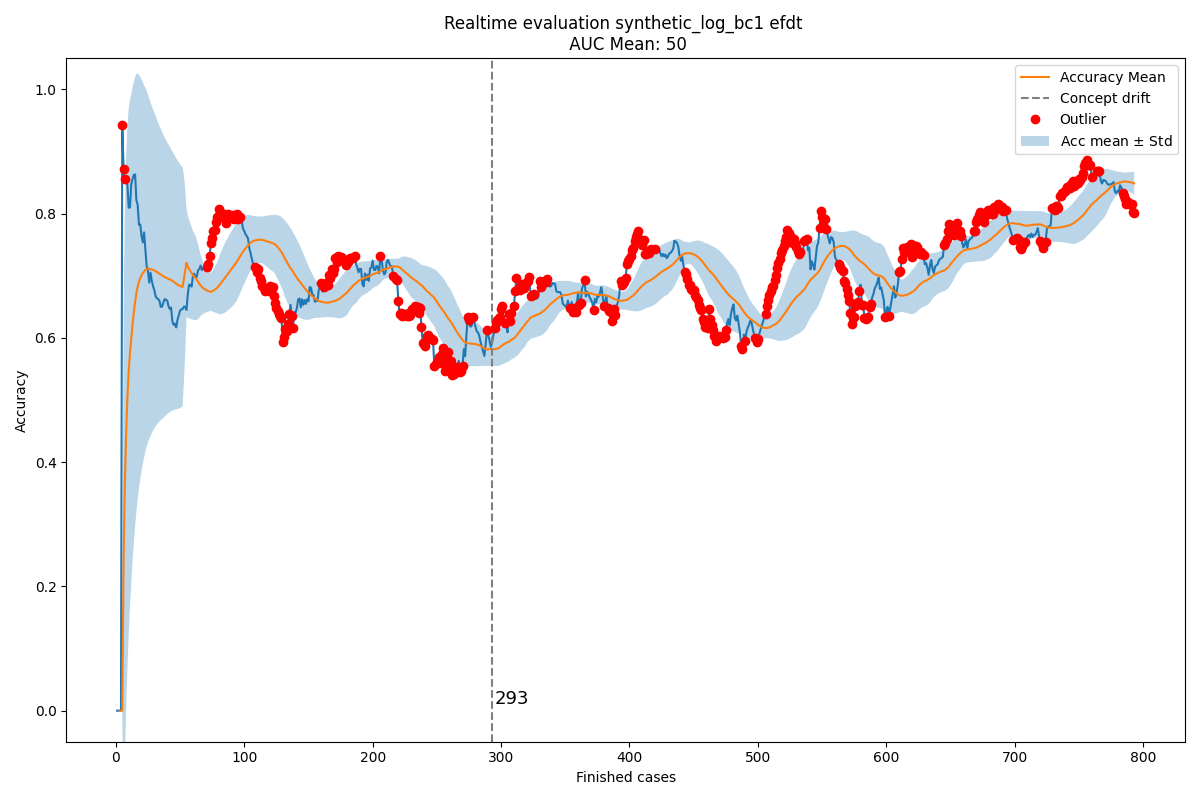 Realtime evaluation synthetic_log_bc1 efdt
AUC Mean: 50
Accuracy Mean
Concept drift
Outlier
Acc mean ± Std
1.0
0.8
0.6
0.4
0.2
0.0
Accuracy
293
0 100 200 300 400 500 600 700 800
Finished cases